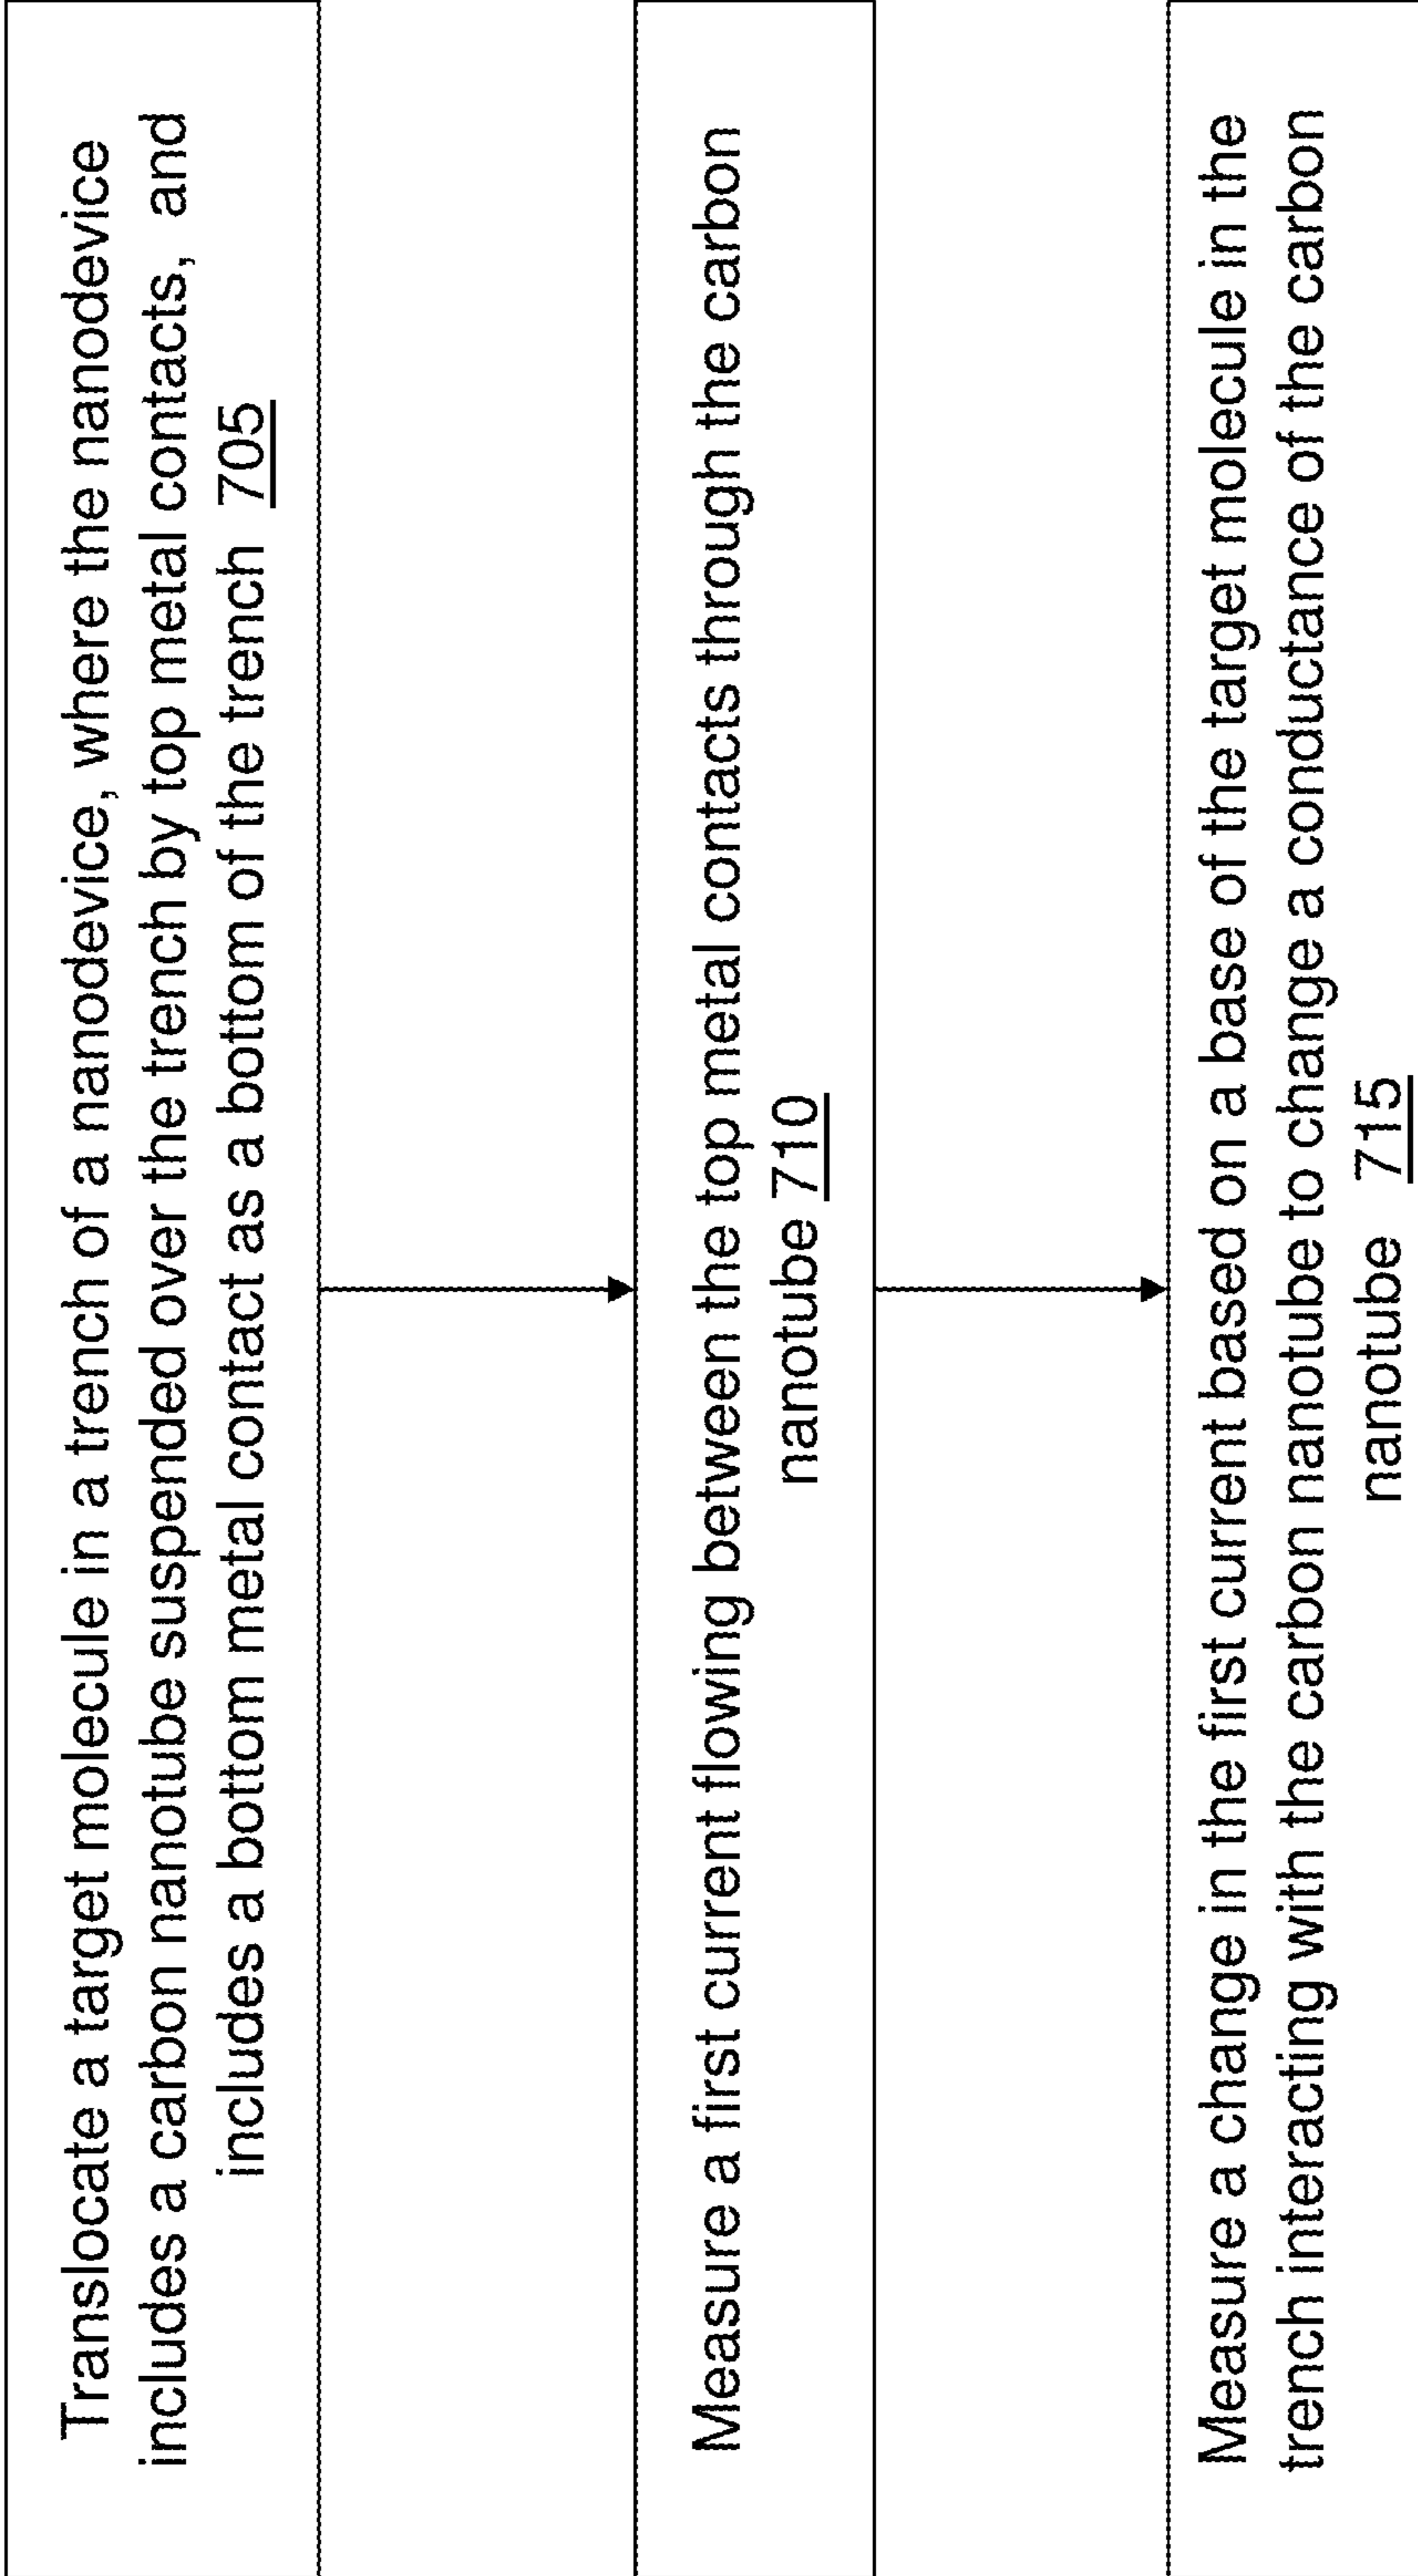 Translocate a target molecule in a trench of a nanodevice, where the nanodevice
includes a carbon nanotube suspended over the trench by top metal contacts, and
includes a bottom metal contact as a bottom of the trench 705
Measure a first current flowing between the top metal contacts through the carbon
nanotube 710
Measure a change in the first current based on a base of the target molecule in the
trench interacting with the carbon nanotube to change a conductance of the carbon
nanotube 715